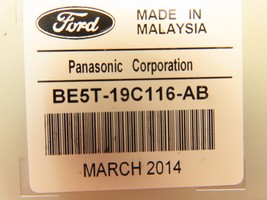 Ford
MADE IN
MALAYSIA
Panasonic Corporation
BE5T-19C116-AB
MARCH 2014